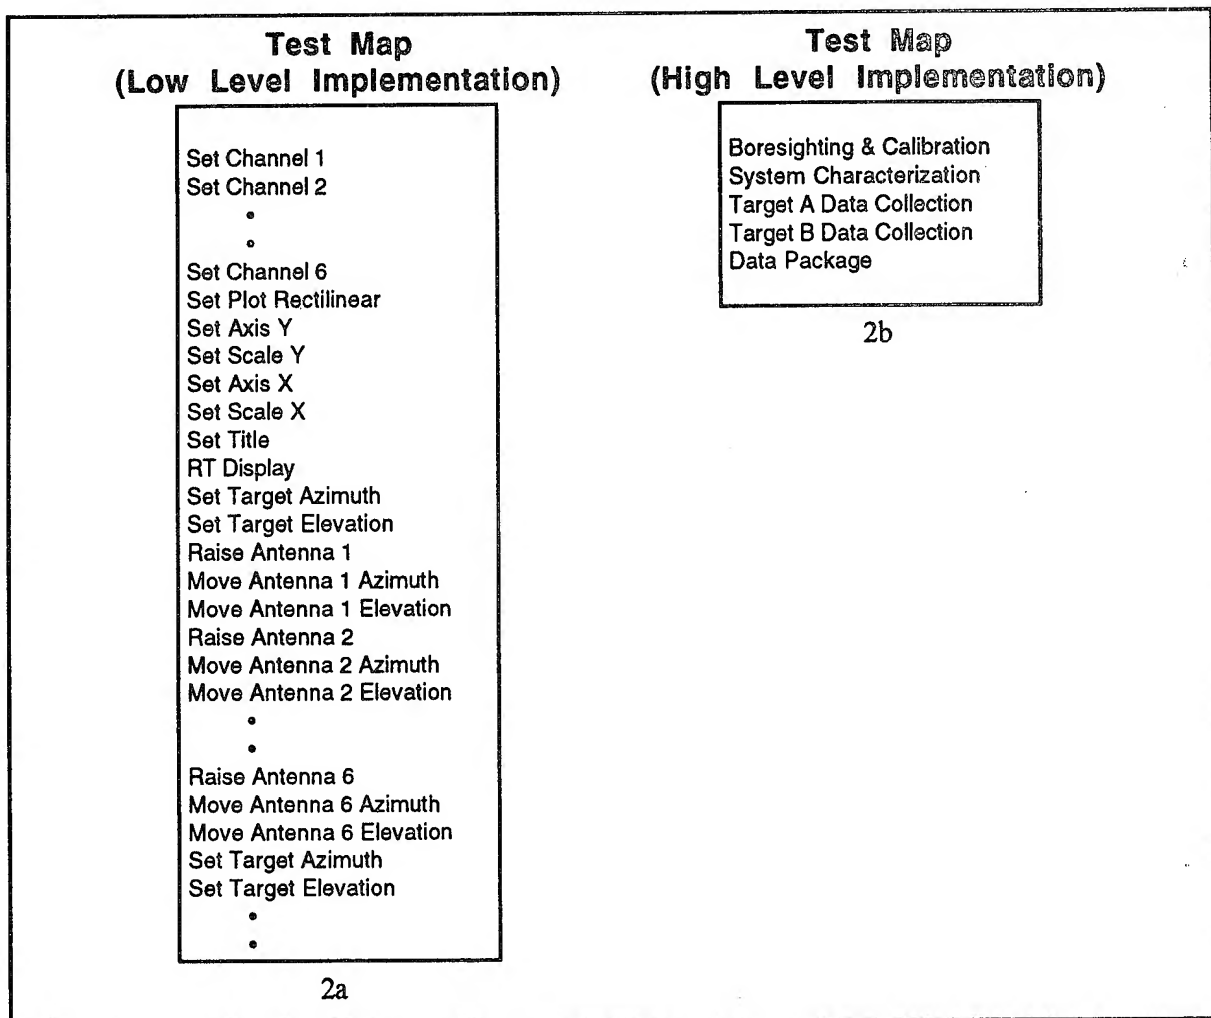 Test Map
(Low Level Implementation)
Set Channel 1
Set Channel 2
•
•
Set Channel 6
Set Plot Rectilinear
Set Axis Y
Set Scale Y
Set Axis X
Set Scale X
Set Title
RT Display
Set Target Azimuth
Set Target Elevation
Raise Antenna 1
Move Antenna 1 Azimuth
Move Antenna 1 Elevation
Raise Antenna 2
Move Antenna 2 Azimuth
Move Antenna 2 Elevation
•
•
Raise Antenna 6
Move Antenna 6 Azimuth
Move Antenna 6 Elevation
Set Target Azimuth
Set Target Elevation
•
•
2a
Test Map
(High Level Implementation)
Boresighting & Calibration
System Characterization
Target A Data Collection
Target B Data Collection
Data Package
2b